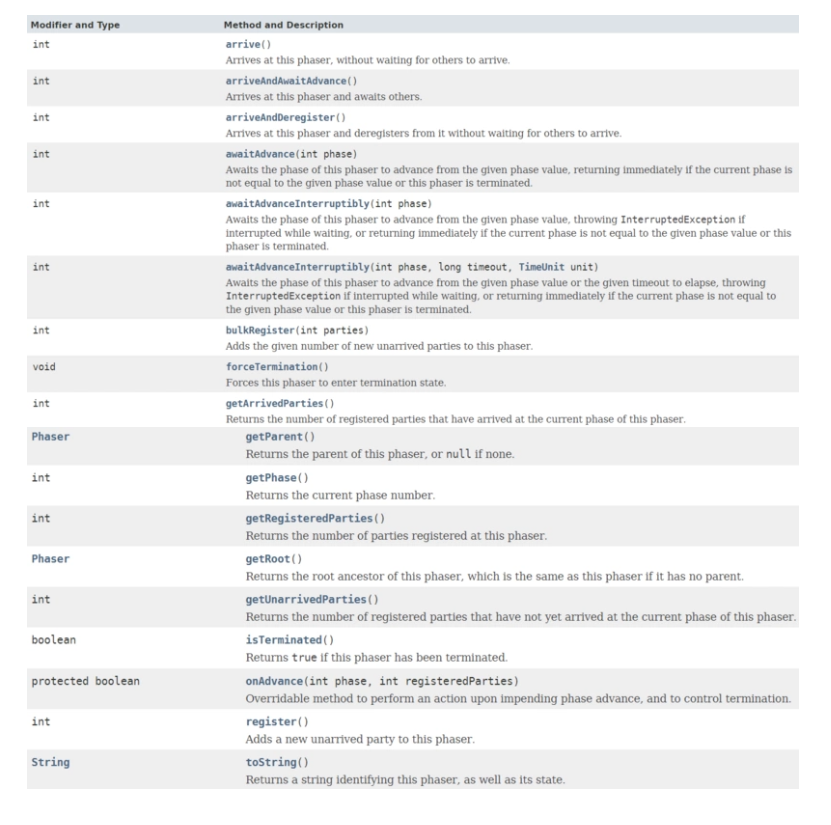 Modifier and Type Method and Description
int arrive()
Arrives at this phaser, without waiting for others to arrive.
int arriveAndAwaitAdvance()
Arrives at this phaser and awaits others.
int arriveAndDeregister()
Arrives at this phaser and deregisters from it without waiting for others to arrive.
int awaitAdvance(int phase)
Awaits the phase of this phaser to advance from the given phase value, returning immediately if the current phase is
not equal to the given phase value or this phaser is terminated.
int awaitAdvanceInterruptibly(int phase)
Awaits the phase of this phaser to advance from the given phase value, throwing InterruptedException if
interrupted while waiting, or returning immediately if the current phase is not equal to the given phase value or this
phaser is terminated.
int awaitAdvanceInterruptibly(int phase, long timeout, TimeUnit unit)
Awaits the phase of this phaser to advance from the given phase value or the given timeout to elapse, throwing
InterruptedException if interrupted while waiting, or returning immediately if the current phase is not equal to
the given phase value or this phaser is terminated.
int bulkRegister(int parties)
Adds the given number of new unarrived parties to this phaser.
void forceTermination()
Forces this phaser to enter termination state.
int getArrivedParties()
Returns the number of registered parties that have arrived at the current phase of this phaser.
Phaser getParent()
Returns the parent of this phaser, or null if none.
int getPhase()
Returns the current phase number.
int getRegisteredParties()
Returns the number of parties registered at this phaser.
Phaser getRoot()
Returns the root ancestor of this phaser, which is the same as this phaser if it has no parent.
int getUnarrivedParties()
Returns the number of registered parties that have not yet arrived at the current phase of this phaser.
boolean isTerminated()
Returns true if this phaser has been terminated.
protected boolean onAdvance(int phase, int registeredParties)
Overridable method to perform an action upon impending phase advance, and to control termination.
int register()
Adds a new unarrived party to this phaser.
String toString()
Returns a string identifying this phaser, as well as its state.